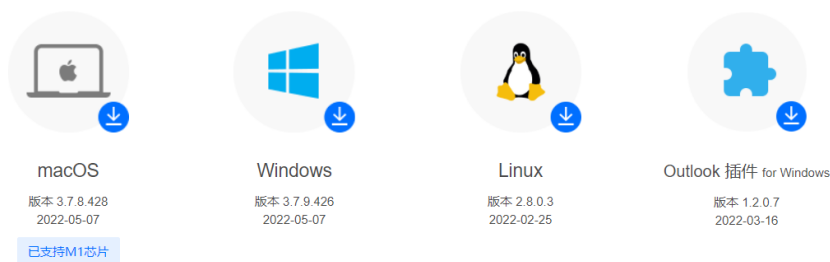 macOS
版本 3.7.8.428
2022-05-07
已支持M1芯片
Windows
版本 3.7.9.426
2022-05-07
Linux
版本 2.8.0.3
2022-02-25
Outlook 插件 for Windows
版本 1.2.0.7
2022-03-16